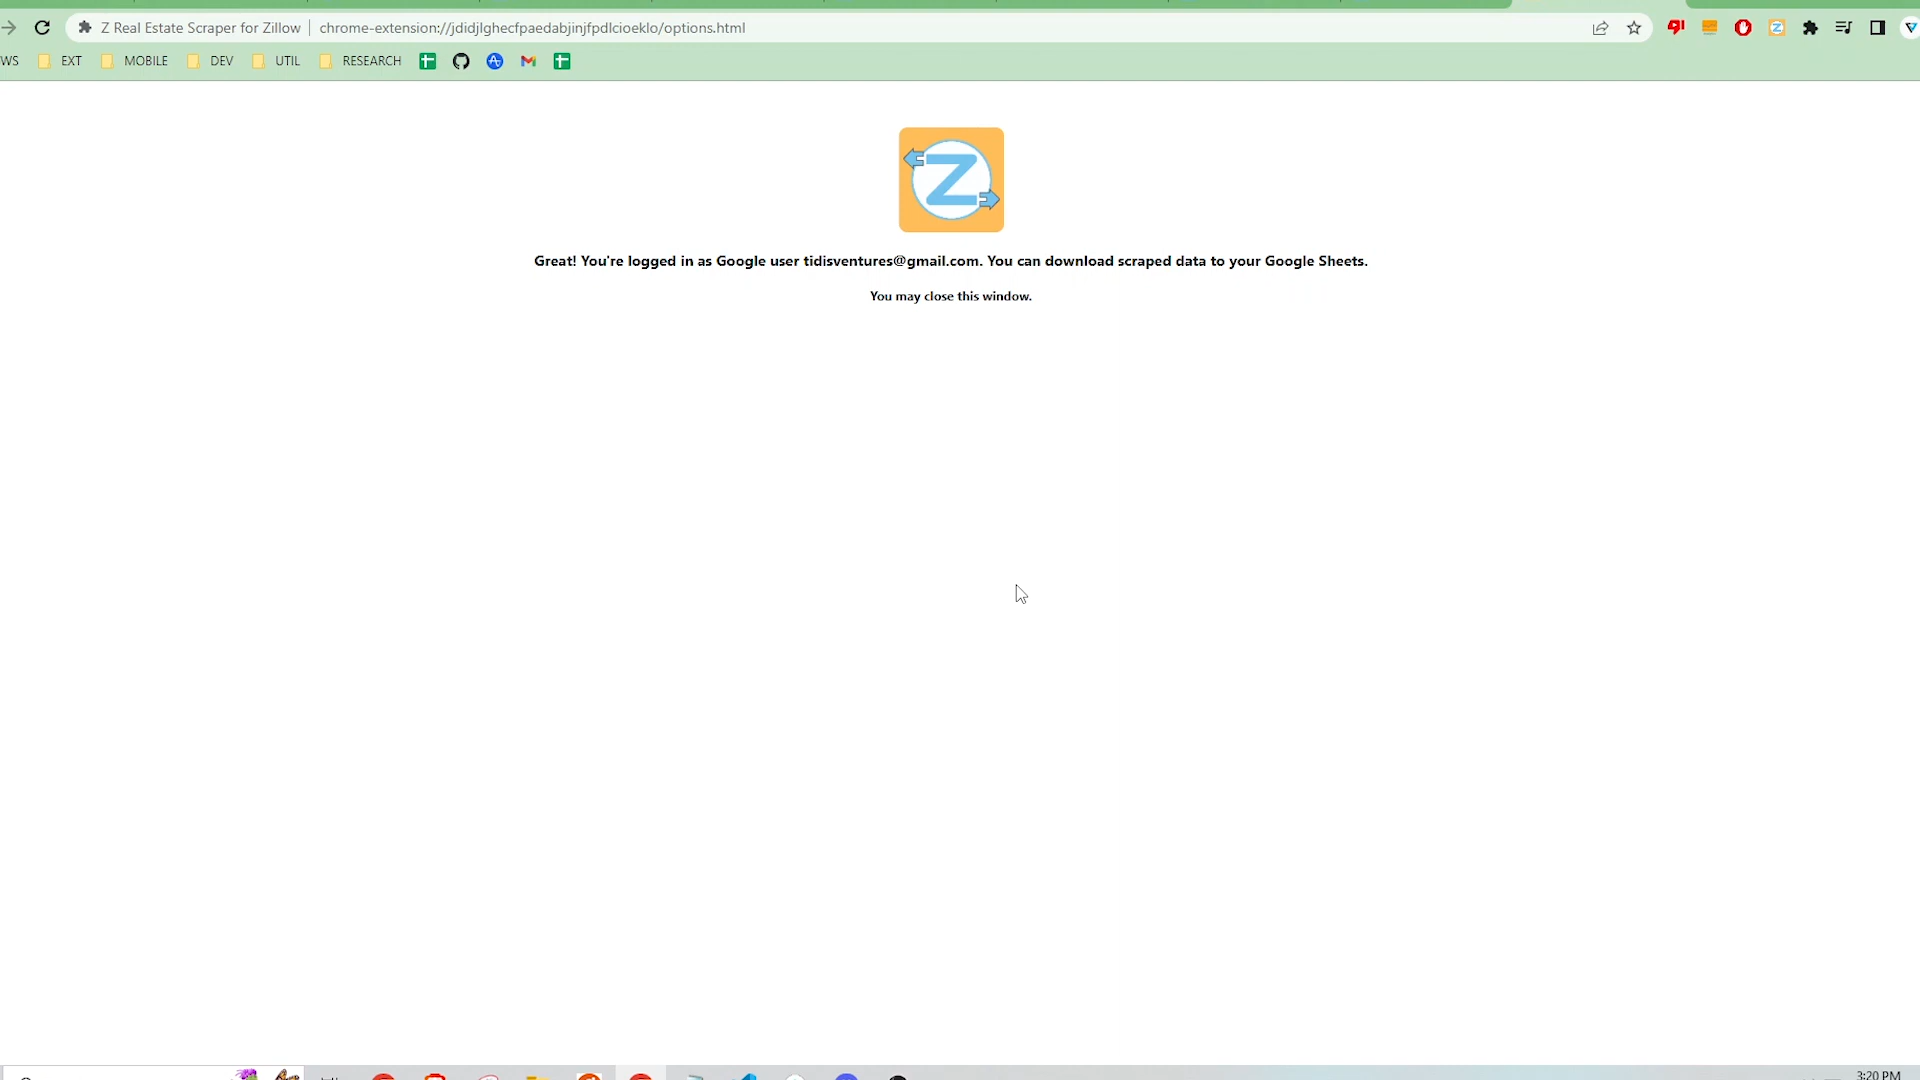 Z Real Estate Scraper for Zillow chrome-extension://jdidjlghecfpaedabjinjfpdlcioeklo/options.html
WS EXT MOBILE DEV UTIL RESEARCH
Z
Great! You're logged in as Google user tidisventures@gmail.com. You can download scraped data to your Google Sheets.
You may close this window.
3:20 PM